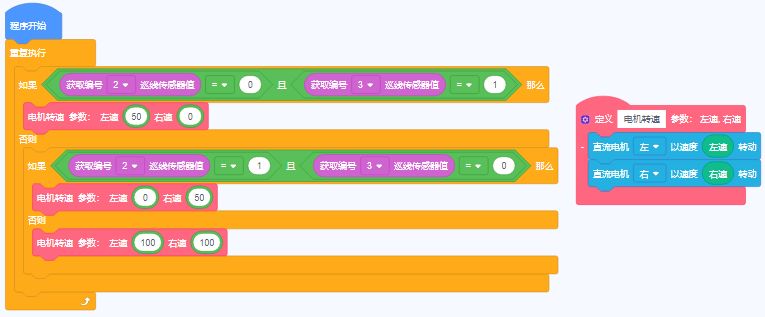 程序开始
重复执行
如果 获取编号 2 巡线传感器值 = 0 且 获取编号 3 巡线传感器值 = 1 那么
电机转速 参数: 左速 50 右速 0
否则
如果 获取编号 2 巡线传感器值 = 1 且 获取编号 3 巡线传感器值 = 0 那么
电机转速 参数: 左速 0 右速 50
否则
电机转速 参数: 左速 100 右速 100
定义 电机转速 参数: 左速, 右速
- 直流电机 左 以速度 左速 转动
直流电机 右 以速度 右速 转动